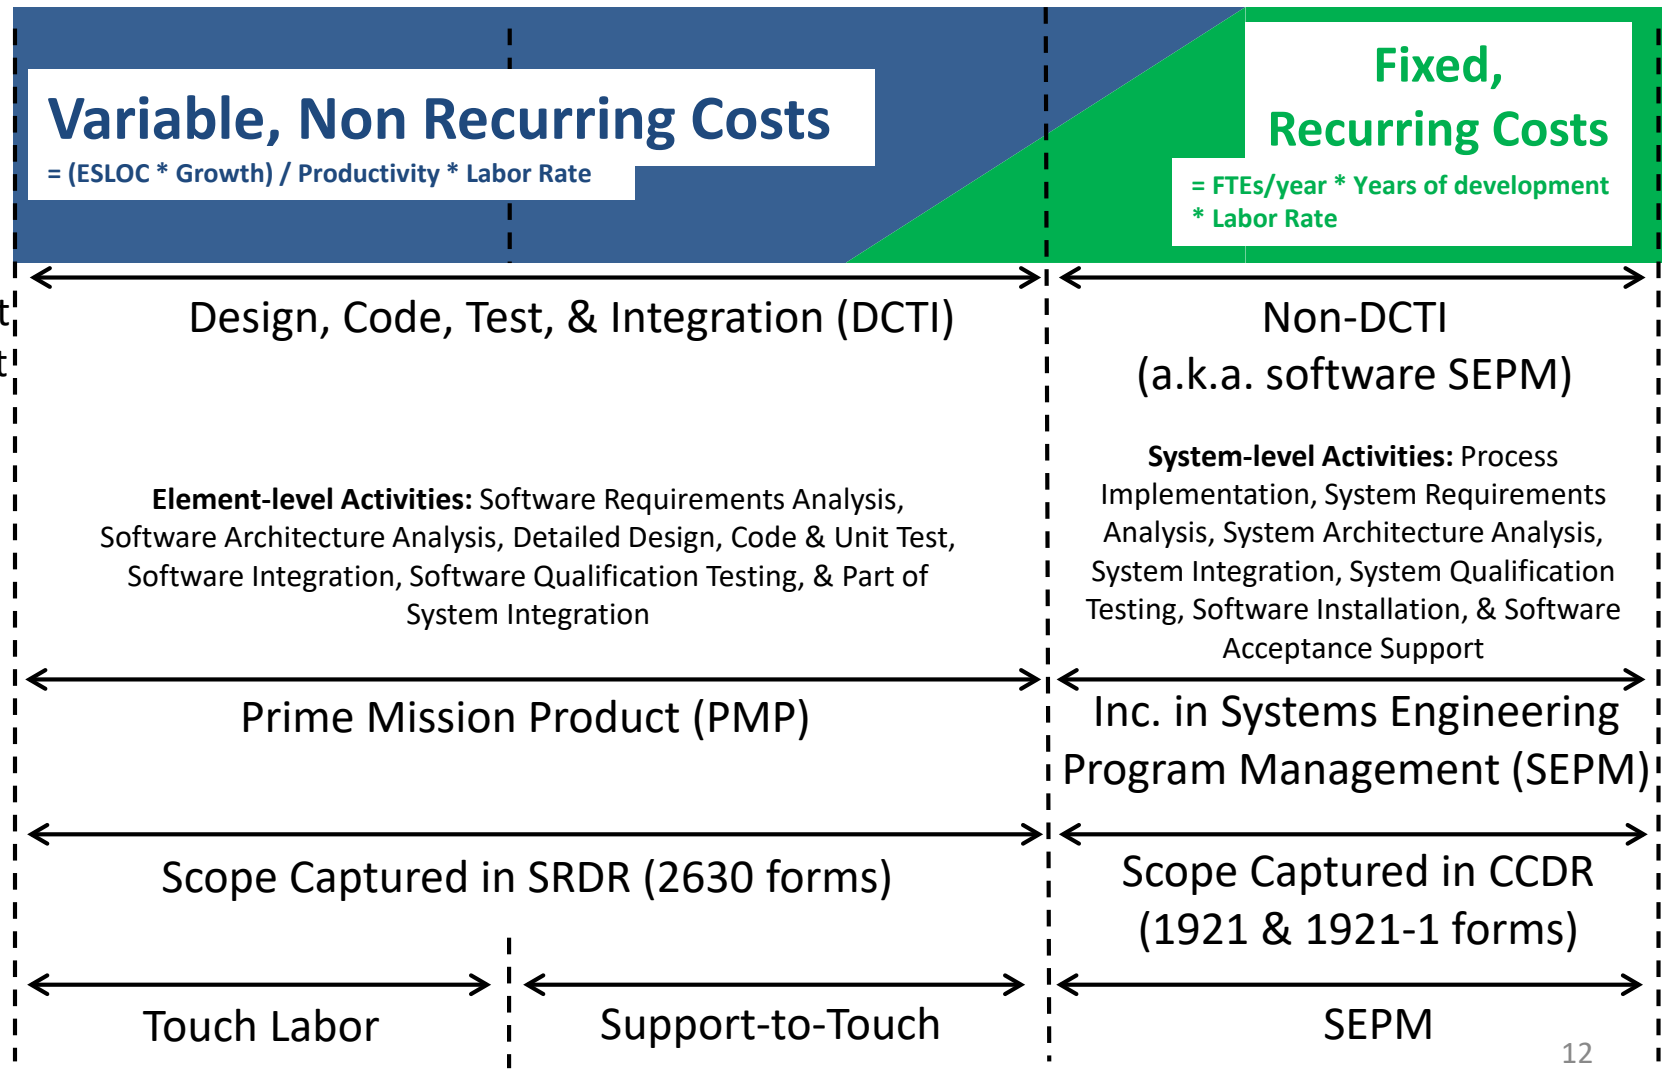 Variable, Non Recurring Costs
= (ESLOC * Growth) / Productivity * Labor Rate
Fixed,
Recurring Costs
= FTEs/year * Years of development
* Labor Rate
t
t
Design, Code, Test, & Integration (DCTI)
Non-DCTI
(a.k.a. software SEPM)
Element-level Activities: Software Requirements Analysis,
Software Architecture Analysis, Detailed Design, Code & Unit Test,
Software Integration, Software Qualification Testing, & Part of
System Integration
System-level Activities: Process
Implementation, System Requirements
Analysis, System Architecture Analysis,
System Integration, System Qualification
Testing, Software Installation, & Software
Acceptance Support
Prime Mission Product (PMP)
Inc. in Systems Engineering
Program Management (SEPM)
Scope Captured in SRDR (2630 forms)
Scope Captured in CCDR
(1921 & 1921-1 forms)
Touch Labor
Support-to-Touch
SEPM
12